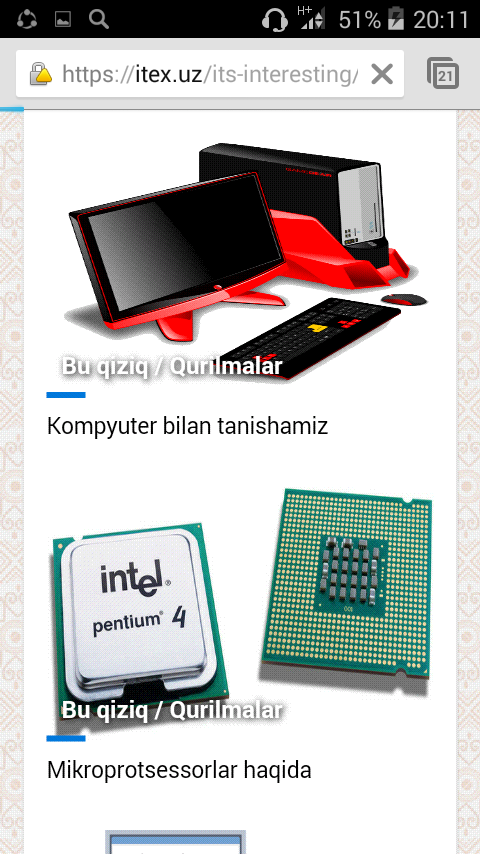 H+
51%
20:11
https://itex.uz/its-interesting/
21
Bu qiziq / Qurilmalar
Kompyuter bilan tanishamiz
intel®
pentium® 4
Bu qiziq / Qurilmalar
Mikroprotsessorlar haqida